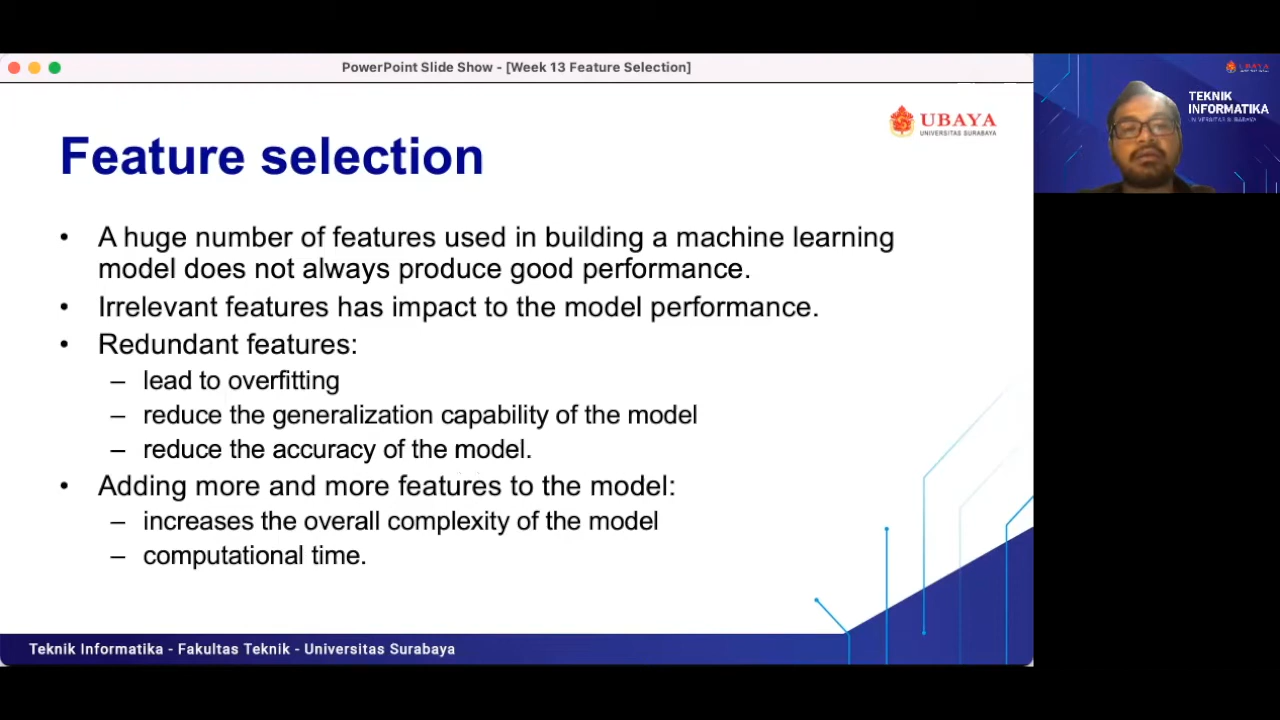 PowerPoint Slide Show - [Week 13 Feature Selection]
UBAYA
UNIVERSITAS SURABAYA
Feature selection
• A huge number of features used in building a machine learning
model does not always produce good performance.
• Irrelevant features has impact to the model performance.
• Redundant features:
– lead to overfitting
– reduce the generalization capability of the model
– reduce the accuracy of the model.
• Adding more and more features to the model:
– increases the overall complexity of the model
– computational time.
Teknik Informatika - Fakultas Teknik - Universitas Surabaya
UBAYA
TEKNIK
INFORMATIKA